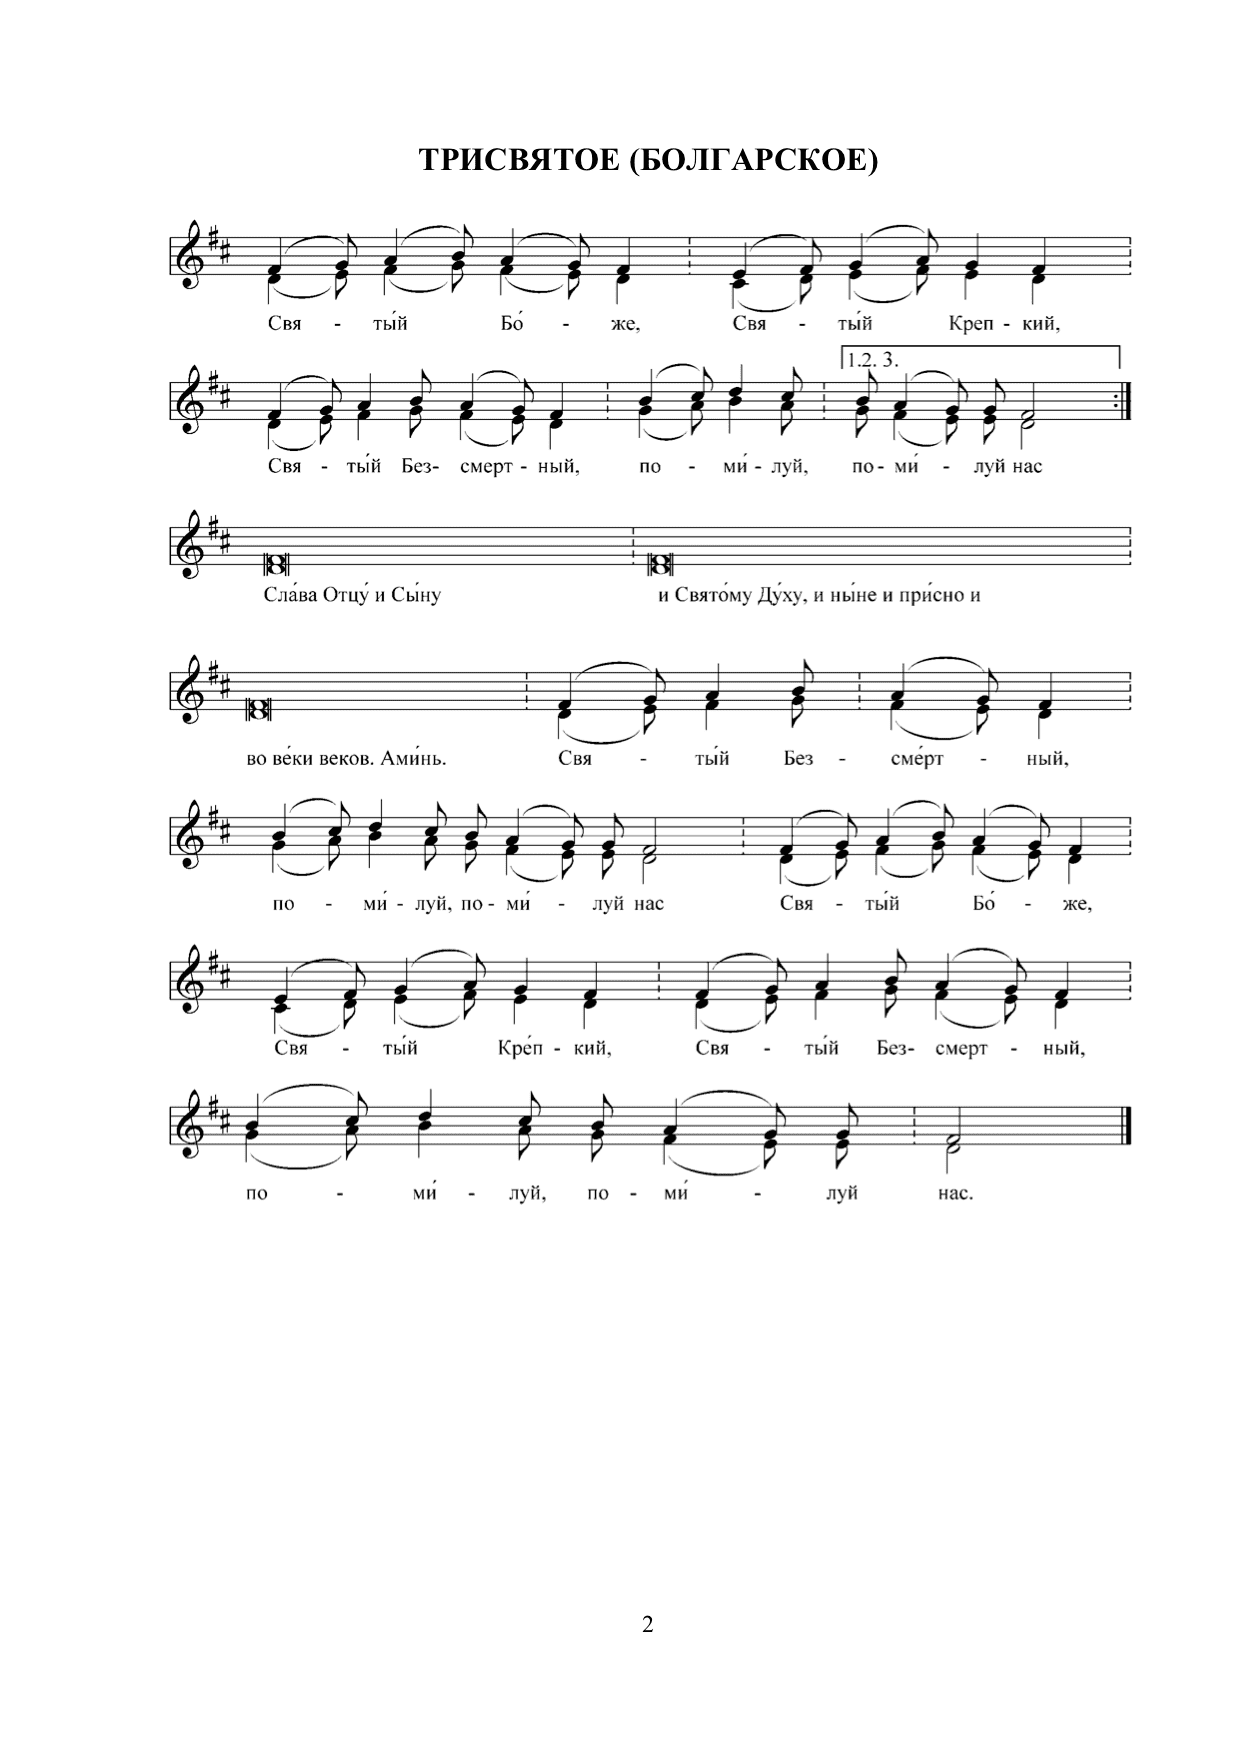 ТРИСВЯТОЕ (БОЛГАРСКОЕ)
Свя - ты́й Бо́ - же, Свя - ты́й Креп - кий,
1.2. 3.
Свя - ты́й Без- смерт - ный, по - ми́ - луй, по - ми́ - луй нас
Сла́ва Отцу́ и Сы́ну и Свято́му Ду́ху, и ны́не и при́сно и
во ве́ки веков. Ами́нь. Свя - ты́й Без - сме́рт - ный,
по - ми́ - луй, по - ми́ - луй нас Свя - ты́й Бо́ - же,
Свя - ты́й Кре́п - кий, Свя - ты́й Без- смерт - ный,
по - ми́ - луй, по - ми́ - луй нас.
2